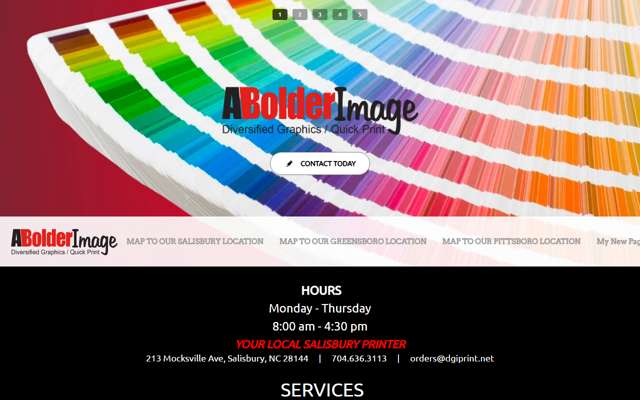 1 2 3 4 5
ABolderImage
Diversified Graphics / Quick Print
CONTACT TODAY
ABolderImage
Diversified Graphics / Quick Print
MAP TO OUR SALISBURY LOCATION MAP TO OUR GREENSBORO LOCATION MAP TO OUR PITTSBORO LOCATION My New Pag
HOURS
Monday - Thursday
8:00 am - 4:30 pm
YOUR LOCAL SALISBURY PRINTER
213 Mocksville Ave, Salisbury, NC 28144 | 704.636.3113 | orders@dgiprint.net
SERVICES